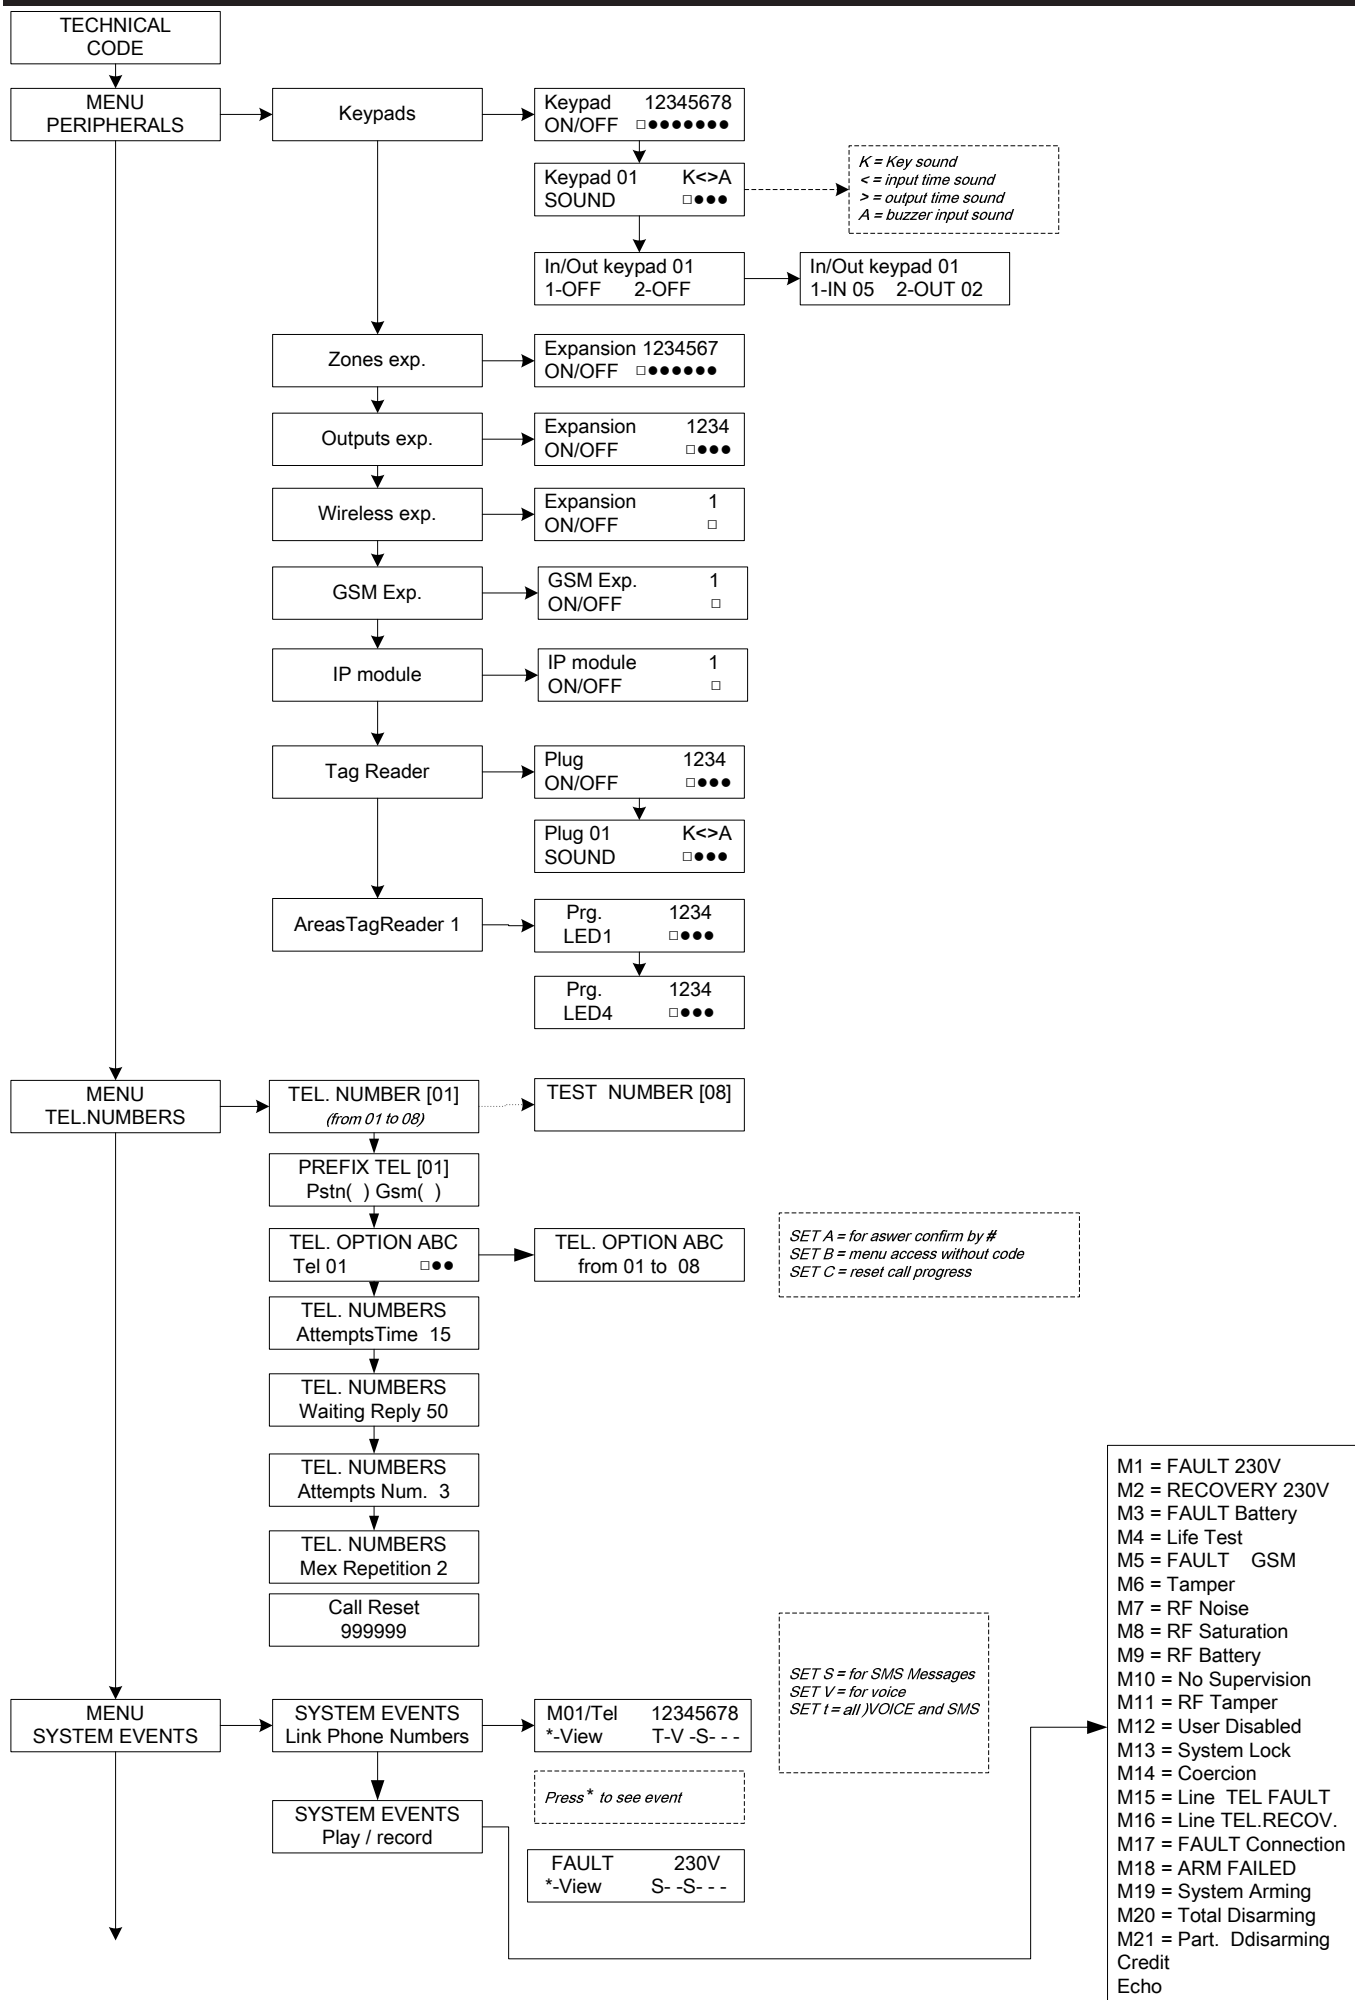 TECHNICAL
CODE
MENU
PERIPHERALS
Keypads
Keypad 12345678
ON/OFF □●●●●●●●
Keypad 01 K<>A
SOUND □●●●
K = Key sound
< = input time sound
> = output time sound
A = buzzer input sound
In/Out keypad 01
1-OFF 2-OFF
In/Out keypad 01
1-IN 05 2-OUT 02
Zones exp.
Expansion 1234567
ON/OFF □●●●●●●
Outputs exp.
Expansion 1234
ON/OFF □●●●
Wireless exp.
Expansion 1
ON/OFF □
GSM Exp.
GSM Exp. 1
ON/OFF □
IP module
IP module 1
ON/OFF □
Tag Reader
Plug 1234
ON/OFF □●●●
Plug 01 K<>A
SOUND □●●●
AreasTagReader 1
Prg. 1234
LED1 □●●●
Prg. 1234
LED4 □●●●
MENU
TEL.NUMBERS
TEL. NUMBER [01]
(from 01 to 08)
TEST NUMBER [08]
PREFIX TEL [01]
Pstn( ) Gsm( )
TEL. OPTION ABC
Tel 01 □●●
TEL. OPTION ABC
from 01 to 08
SET A = for aswer confirm by #
SET B = menu access without code
SET C = reset call progress
TEL. NUMBERS
AttemptsTime 15
TEL. NUMBERS
Waiting Reply 50
TEL. NUMBERS
Attempts Num. 3
TEL. NUMBERS
Mex Repetition 2
Call Reset
999999
MENU
SYSTEM EVENTS
SYSTEM EVENTS
Link Phone Numbers
M01/Tel 12345678
*-View T-V -S- - -
SET S = for SMS Messages
SET V = for voice
SET t = all )VOICE and SMS
Press * to see event
SYSTEM EVENTS
Play / record
FAULT 230V
*-View S- -S- - -
M1 = FAULT 230V
M2 = RECOVERY 230V
M3 = FAULT Battery
M4 = Life Test
M5 = FAULT GSM
M6 = Tamper
M7 = RF Noise
M8 = RF Saturation
M9 = RF Battery
M10 = No Supervision
M11 = RF Tamper
M12 = User Disabled
M13 = System Lock
M14 = Coercion
M15 = Line TEL FAULT
M16 = Line TEL.RECOV.
M17 = FAULT Connection
M18 = ARM FAILED
M19 = System Arming
M20 = Total Disarming
M21 = Part. Ddisarming
Credit
Echo